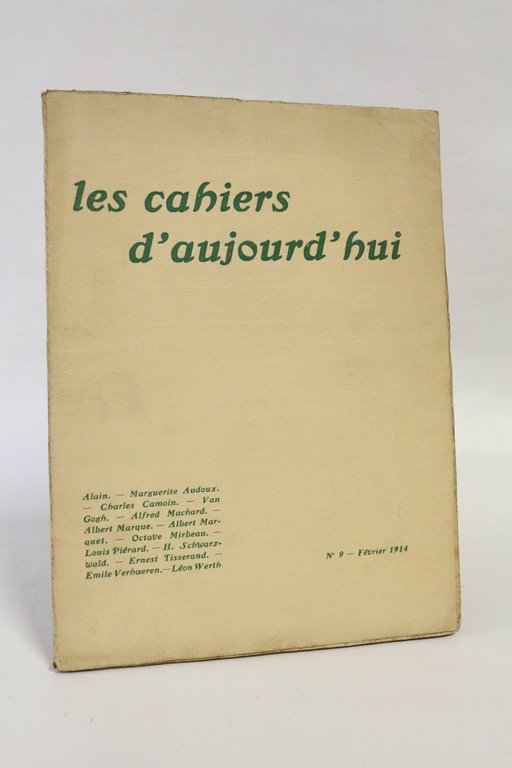 les cahiers
d'aujourd'hui
Alain. — Marguerite Audoux.
— Charles Camoin. — Van
Gogh. — Alfred Machard. —
Albert Marque. — Albert Mar-
quet. — Octave Mirbeau. —
Louis Piérard. — H. Schwarz-
wald. — Ernest Tisserand. —
Emile Verhaeren. — Léon Werth
N° 9 — Février 1914